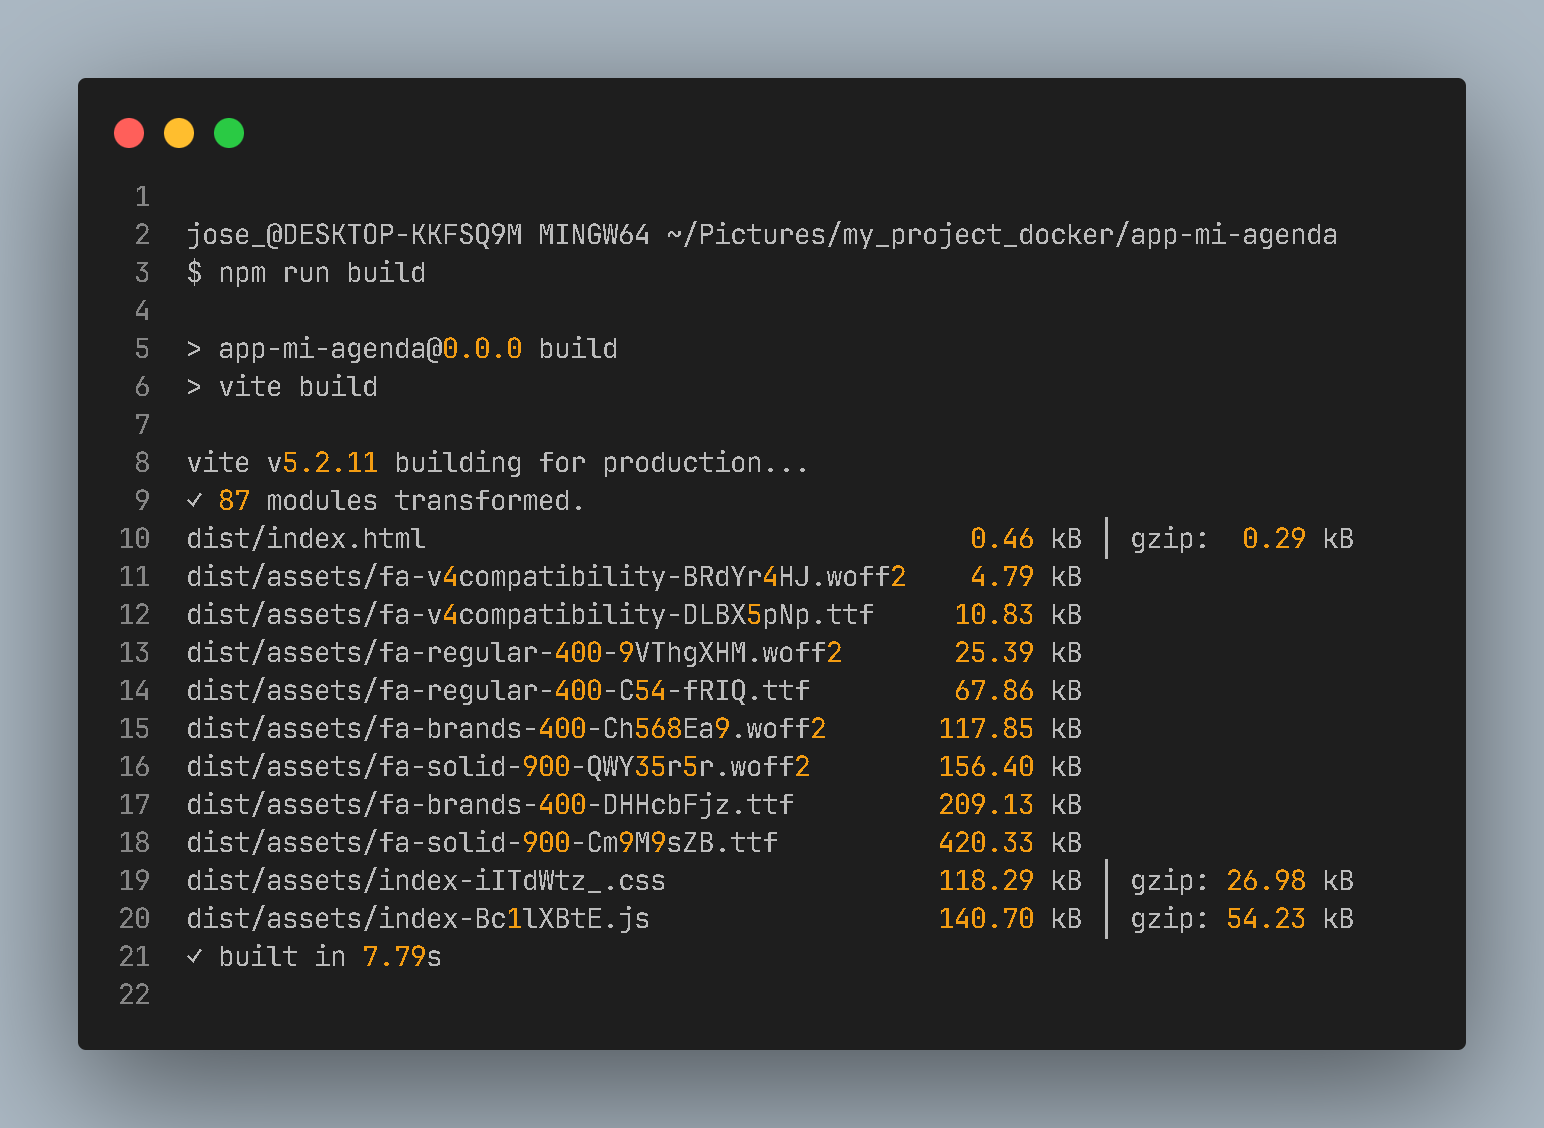 1
2 jose_@DESKTOP-KKFSQ9M MINGW64 ~/Pictures/my_project_docker/app-mi-agenda
3 $ npm run build
4
5 > app-mi-agenda@0.0.0 build
6 > vite build
7
8 vite v5.2.11 building for production...
9 ✓ 87 modules transformed.
10 dist/index.html                                  0.46 kB │ gzip:  0.29 kB
11 dist/assets/fa-v4compatibility-BRdYr4HJ.woff2    4.79 kB
12 dist/assets/fa-v4compatibility-DLBX5pNp.ttf     10.83 kB
13 dist/assets/fa-regular-400-9VThgXHM.woff2       25.39 kB
14 dist/assets/fa-regular-400-C54-fRIQ.ttf         67.86 kB
15 dist/assets/fa-brands-400-Ch568Ea9.woff2       117.85 kB
16 dist/assets/fa-solid-900-QWY35r5r.woff2        156.40 kB
17 dist/assets/fa-brands-400-DHHcbFjz.ttf         209.13 kB
18 dist/assets/fa-solid-900-Cm9M9sZB.ttf          420.33 kB
19 dist/assets/index-iITdWtz_.css                 118.29 kB │ gzip: 26.98 kB
20 dist/assets/index-Bc1lXBtE.js                  140.70 kB │ gzip: 54.23 kB
21 ✓ built in 7.79s
22